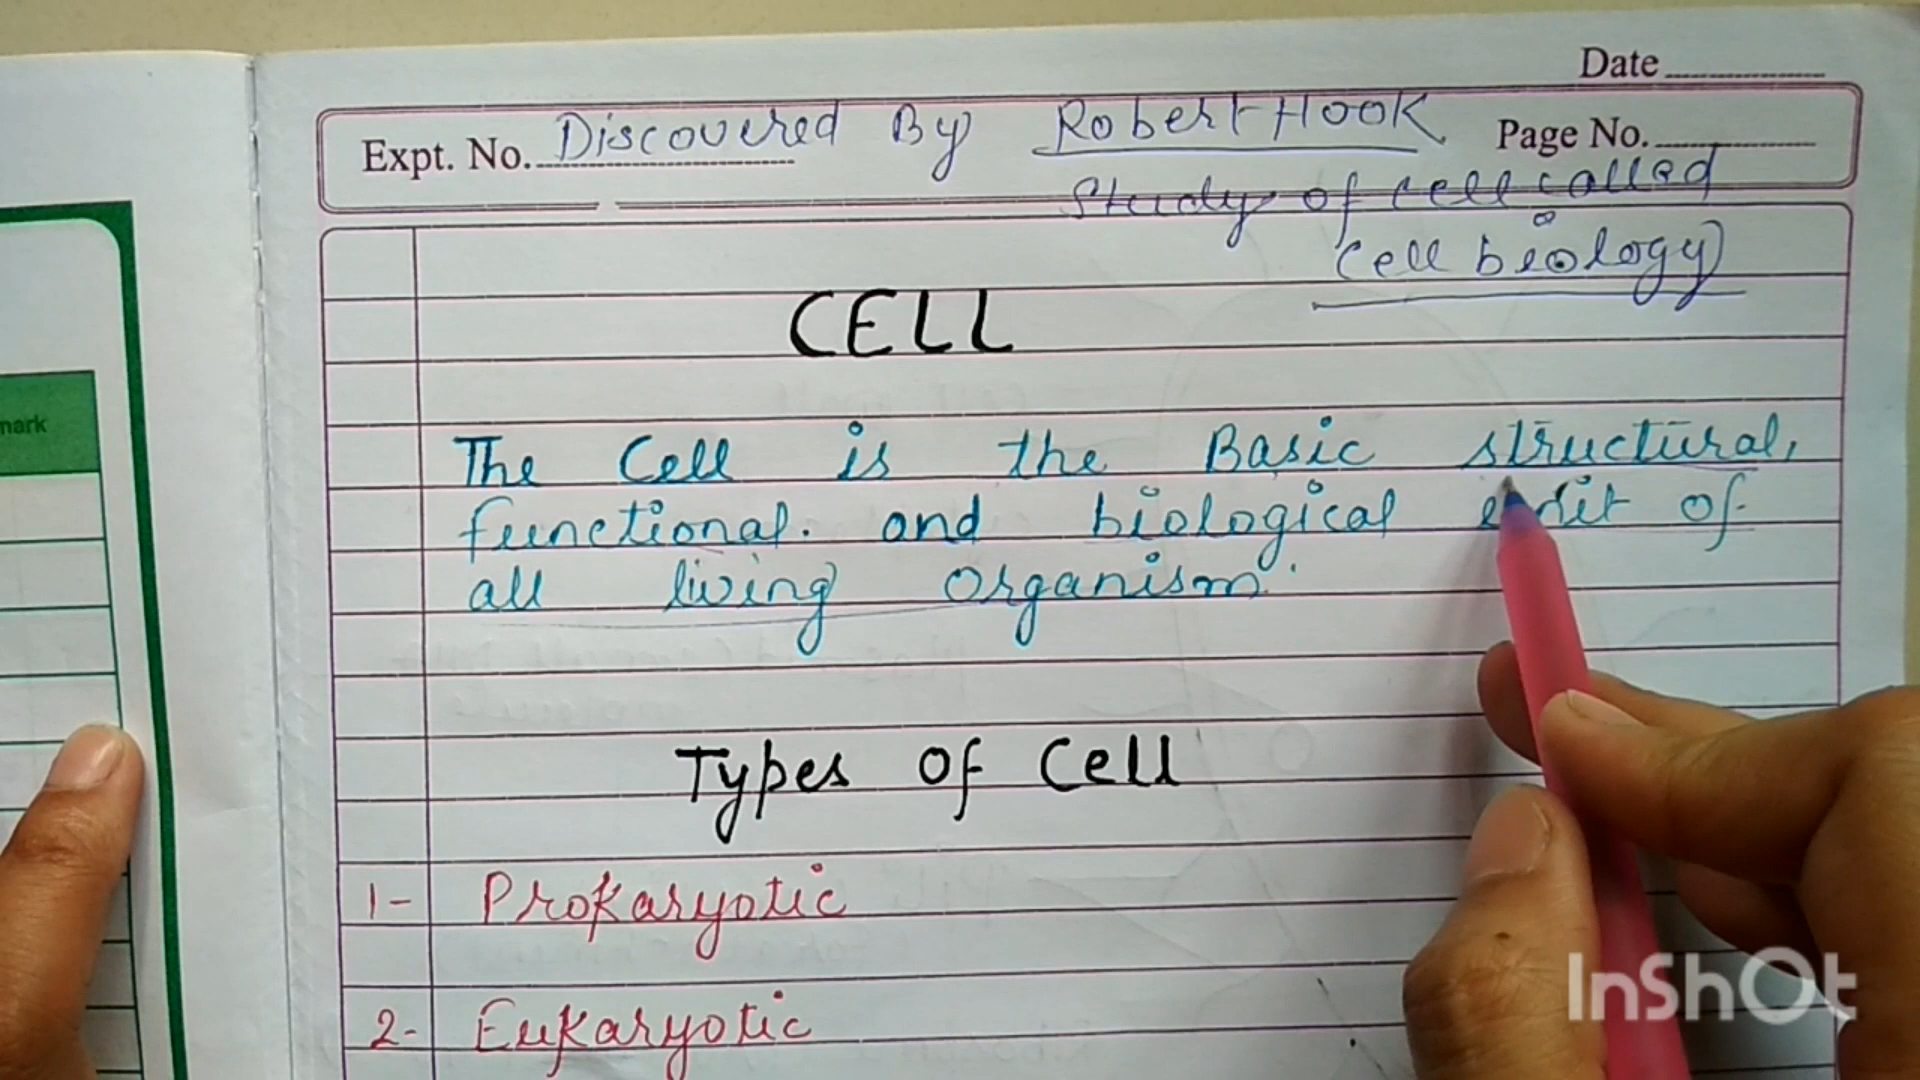 Date
Expt. No. Discovered By Robert Hook Page No.
Study of cell called
cell biology
mark
CELL
The Cell is the Basic structural,
functional. and biological unit of
all living organism.
Types of Cell
1- Prokaryotic
2- Eukaryotic
InShOt